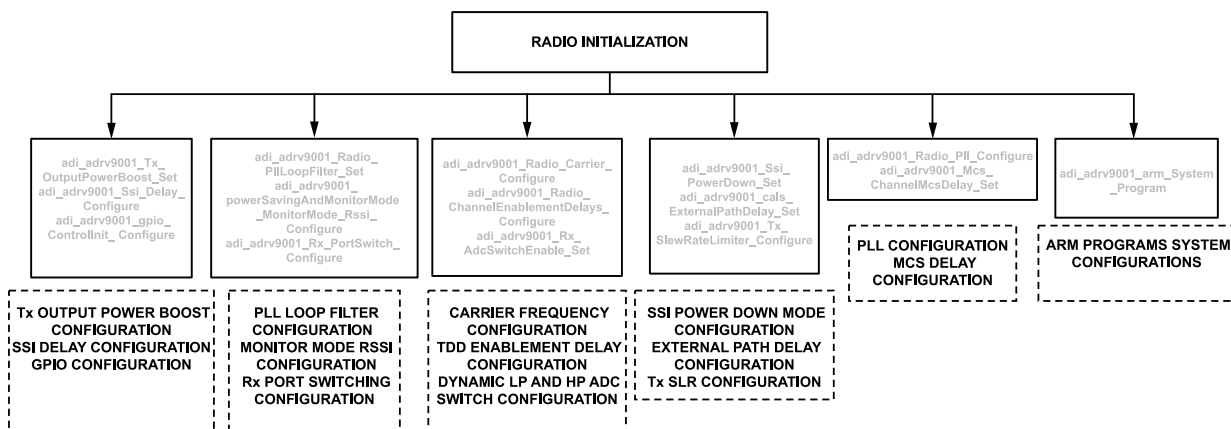 RADIO INITIALIZATION
adi_adrv9001_Tx_
OutputPowerBoost_Set
adi_adrv9001_Ssi_Delay_
Configure
adi_adrv9001_gpio_
ControlInit_ Configure
adi_adrv9001_Radio_
PllLoopFilter_Set
adi_adrv9001_
powerSavingAndMonitorMode
_MonitorMode_Rssi_
Configure
adi_adrv9001_Rx_PortSwitch_
Configure
adi_adrv9001_Radio_Carrier_
Configure
adi_adrv9001_Radio_
ChannelEnablementDelays_
Configure
adi_adrv9001_Rx_
AdcSwitchEnable_Set
adi_adrv9001_Ssi_
PowerDown_Set
adi_adrv9001_cals_
ExternalPathDelay_Set
adi_adrv9001_Tx_
SlewRateLimiter_Configure
adi_adrv9001_Radio_Pll_Configure
adi_adrv9001_Mcs_
ChannelMcsDelay_Set
adi_adrv9001_arm_System
_Program
Tx OUTPUT POWER BOOST
CONFIGURATION
SSI DELAY CONFIGURATION
GPIO CONFIGURATION
PLL LOOP FILTER
CONFIGURATION
MONITOR MODE RSSI
CONFIGURATION
Rx PORT SWITCHING
CONFIGURATION
CARRIER FREQUENCY
CONFIGURATION
TDD ENABLEMENT DELAY
CONFIGURATION
DYNAMIC LP AND HP ADC
SWITCH CONFIGURATION
SSI POWER DOWN MODE
CONFIGURATION
EXTERNAL PATH DELAY
CONFIGURATION
Tx SLR CONFIGURATION
PLL CONFIGURATION
MCS DELAY
CONFIGURATION
ARM PROGRAMS SYSTEM
CONFIGURATIONS